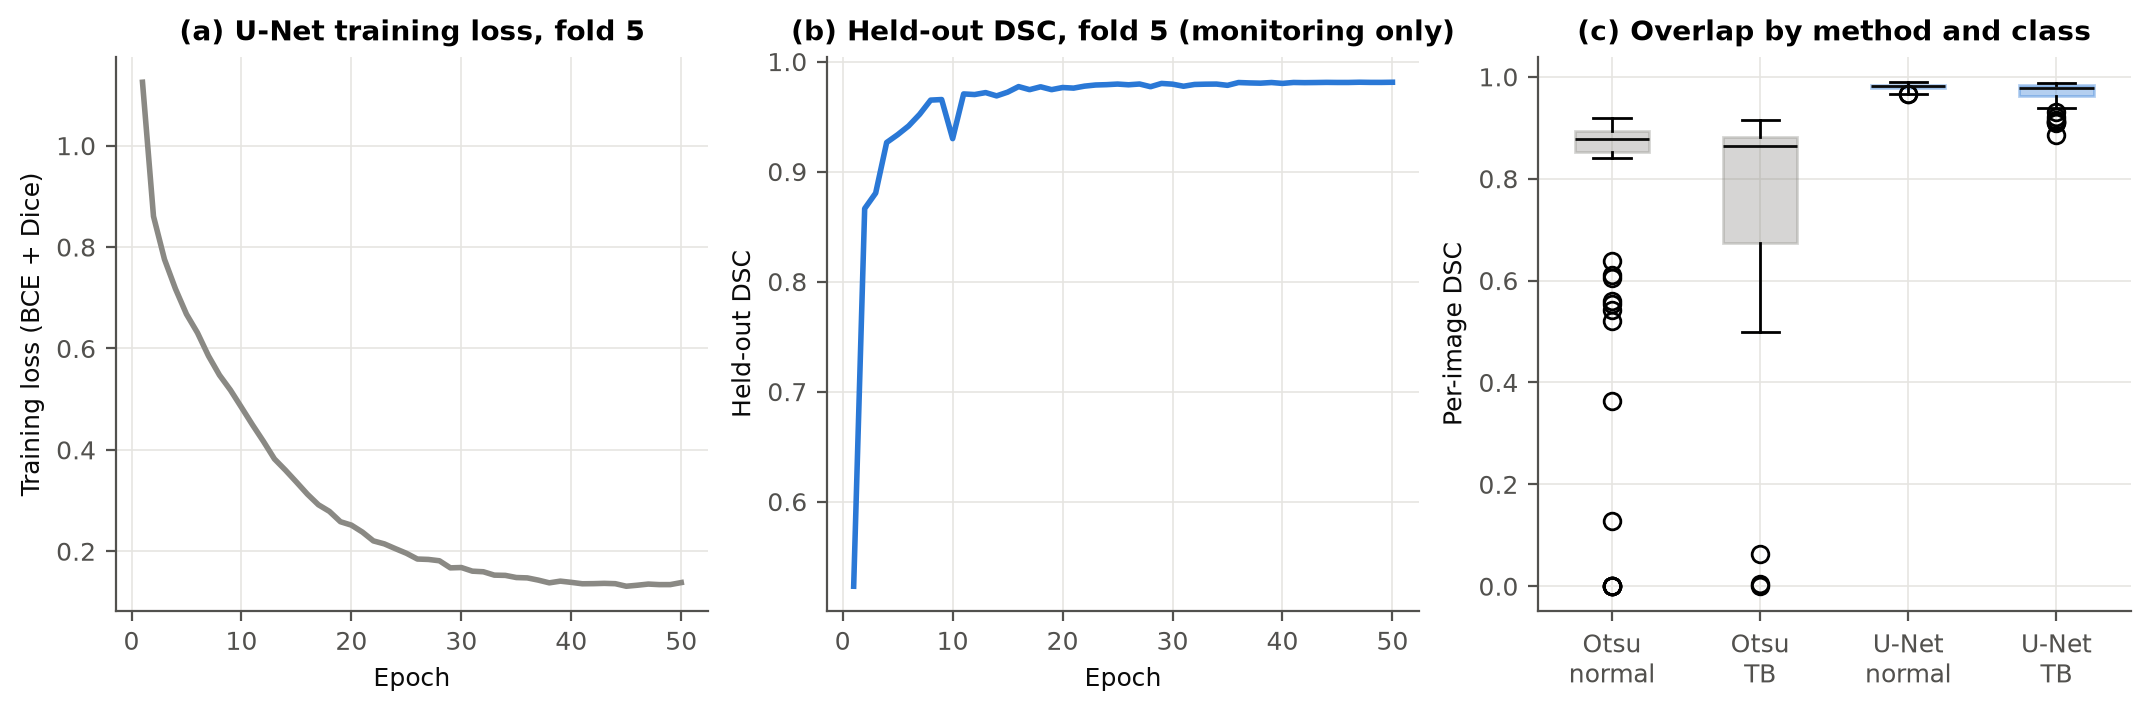 (a) U-Net training loss, fold 5
Training loss (BCE + Dice)
1.0
0.8
0.6
0.4
0.2
0
10
20
30
40
50
Epoch
(b) Held-out DSC, fold 5 (monitoring only)
Held-out DSC
1.0
0.9
0.8
0.7
0.6
0
10
20
30
40
50
Epoch
(c) Overlap by method and class
Per-image DSC
1.0
0.8
0.6
0.4
0.2
0.0
Otsu
normal
Otsu
TB
U-Net
normal
U-Net
TB